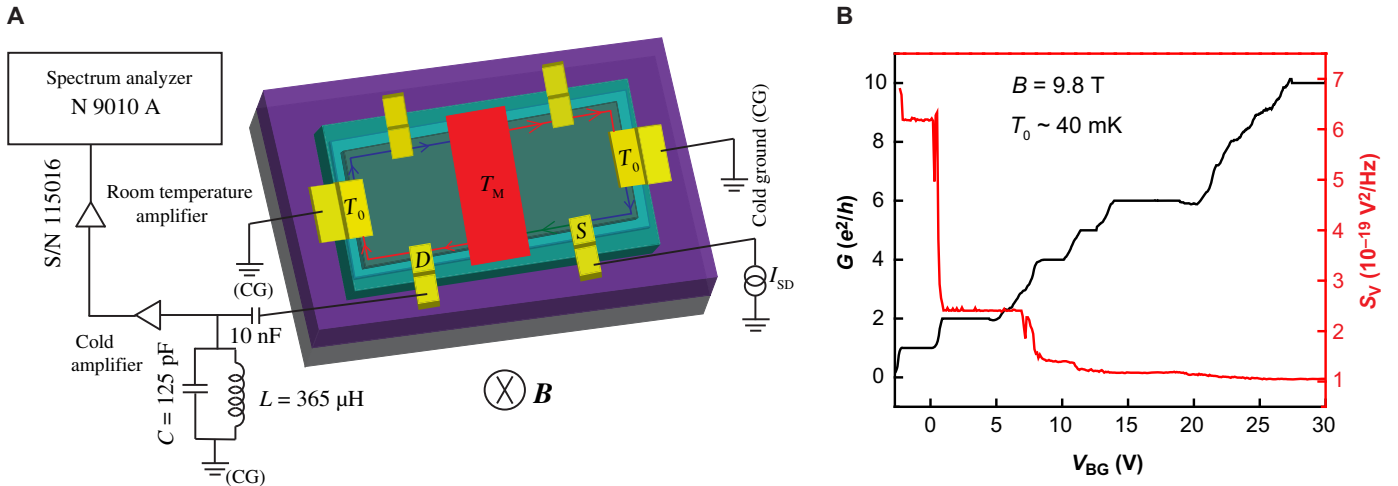 A
Spectrum analyzer
N 9010 A
S/N 115016
Room temperature
amplifier
Cold
amplifier
C = 125 pF
L = 365 μH
10 nF
(CG)
(CG)
T0
TM
T0
D
S
Cold ground (CG)
ISD
B
B
B = 9.8 T
T0 ~ 40 mK
G (e²/h)
10
8
6
4
2
0
0 5 10 15 20 25 30
VBG (V)
7
6
5
4
3
2
1
SV (10⁻¹⁹ V²/Hz)